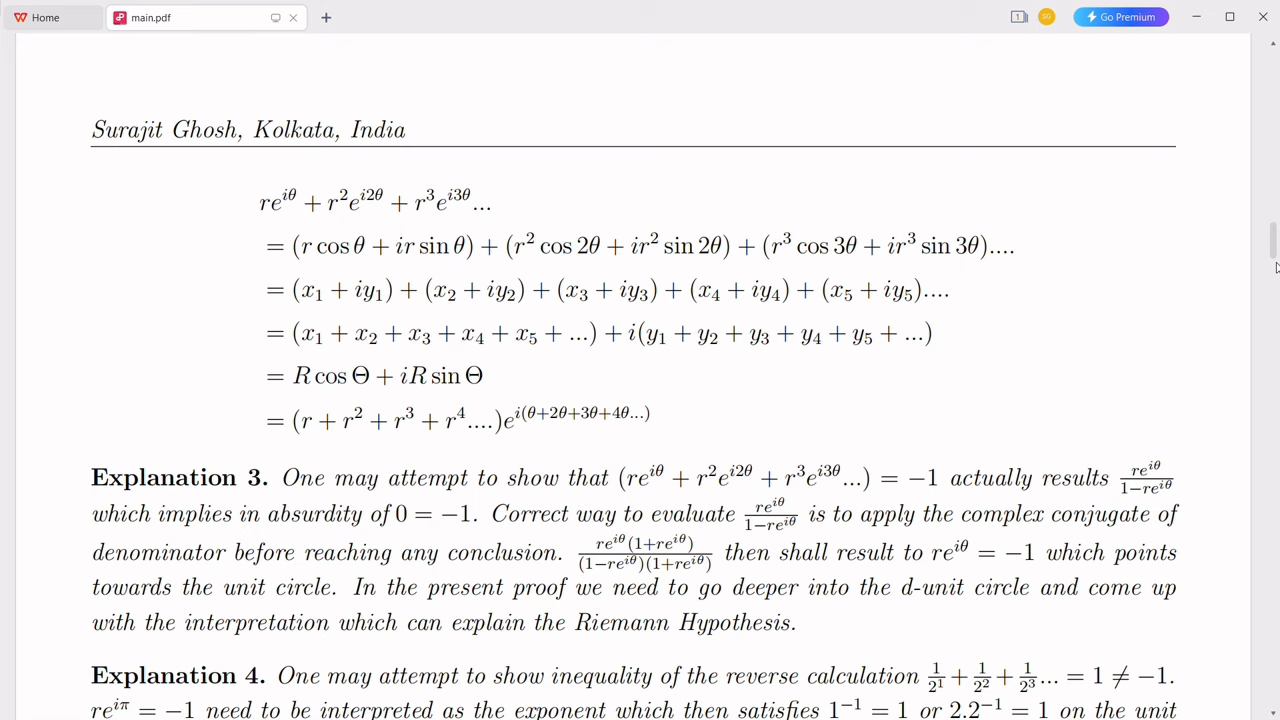 Home
main.pdf
1
SG
Go Premium
Surajit Ghosh, Kolkata, India
re^{iθ} + r^2e^{i2θ} + r^3e^{i3θ}...
= (r cos θ + ir sin θ) + (r^2 cos 2θ + ir^2 sin 2θ) + (r^3 cos 3θ + ir^3 sin 3θ)....
= (x_1 + iy_1) + (x_2 + iy_2) + (x_3 + iy_3) + (x_4 + iy_4) + (x_5 + iy_5)....
= (x_1 + x_2 + x_3 + x_4 + x_5 + ...) + i(y_1 + y_2 + y_3 + y_4 + y_5 + ...)
= R cos Θ + iR sin Θ
= (r + r^2 + r^3 + r^4....)e^{i(θ+2θ+3θ+4θ...)}
Explanation 3. One may attempt to show that (re^{iθ} + r^2e^{i2θ} + r^3e^{i3θ}...) = −1 actually results \frac{re^{iθ}}{1−re^{iθ}}
which implies in absurdity of 0 = −1. Correct way to evaluate \frac{re^{iθ}}{1−re^{iθ}} is to apply the complex conjugate of
denominator before reaching any conclusion. \frac{re^{iθ}(1+re^{iθ})}{(1−re^{iθ})(1+re^{iθ})} then shall result to re^{iθ} = −1 which points
towards the unit circle. In the present proof we need to go deeper into the d-unit circle and come up
with the interpretation which can explain the Riemann Hypothesis.
Explanation 4. One may attempt to show inequality of the reverse calculation \frac{1}{2^1} + \frac{1}{2^2} + \frac{1}{2^3}... = 1 ≠ −1.
re^{iπ} = −1 need to be interpreted as the exponent which then satisfies 1^{−1} = 1 or 2.2^{−1} = 1 on the unit